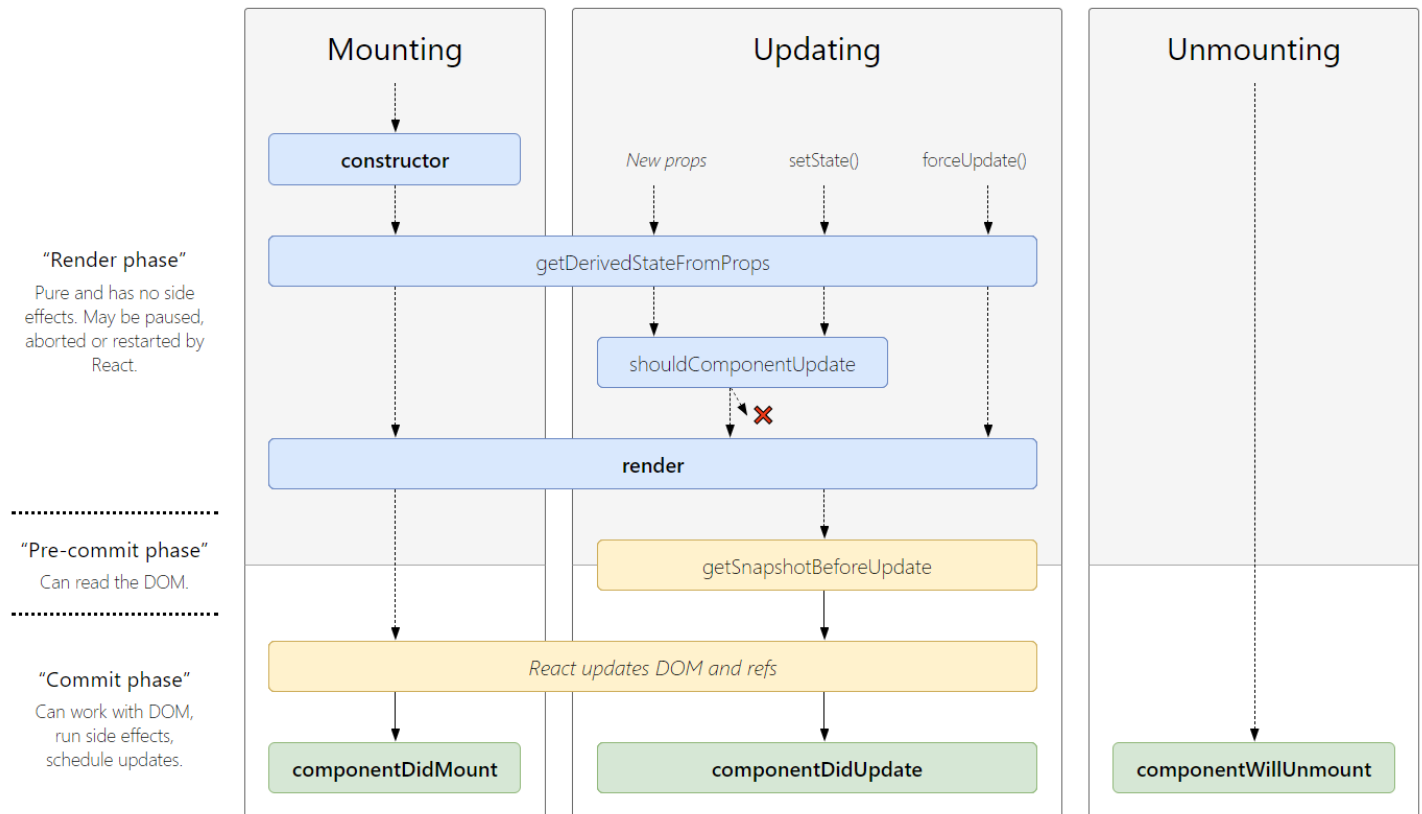 Mounting
Updating
Unmounting
constructor
New props
setState()
forceUpdate()
“Render phase”
Pure and has no side
effects. May be paused,
aborted or restarted by
React.
getDerivedStateFromProps
shouldComponentUpdate
render
“Pre-commit phase”
Can read the DOM.
getSnapshotBeforeUpdate
“Commit phase”
Can work with DOM,
run side effects,
schedule updates.
React updates DOM and refs
componentDidMount
componentDidUpdate
componentWillUnmount